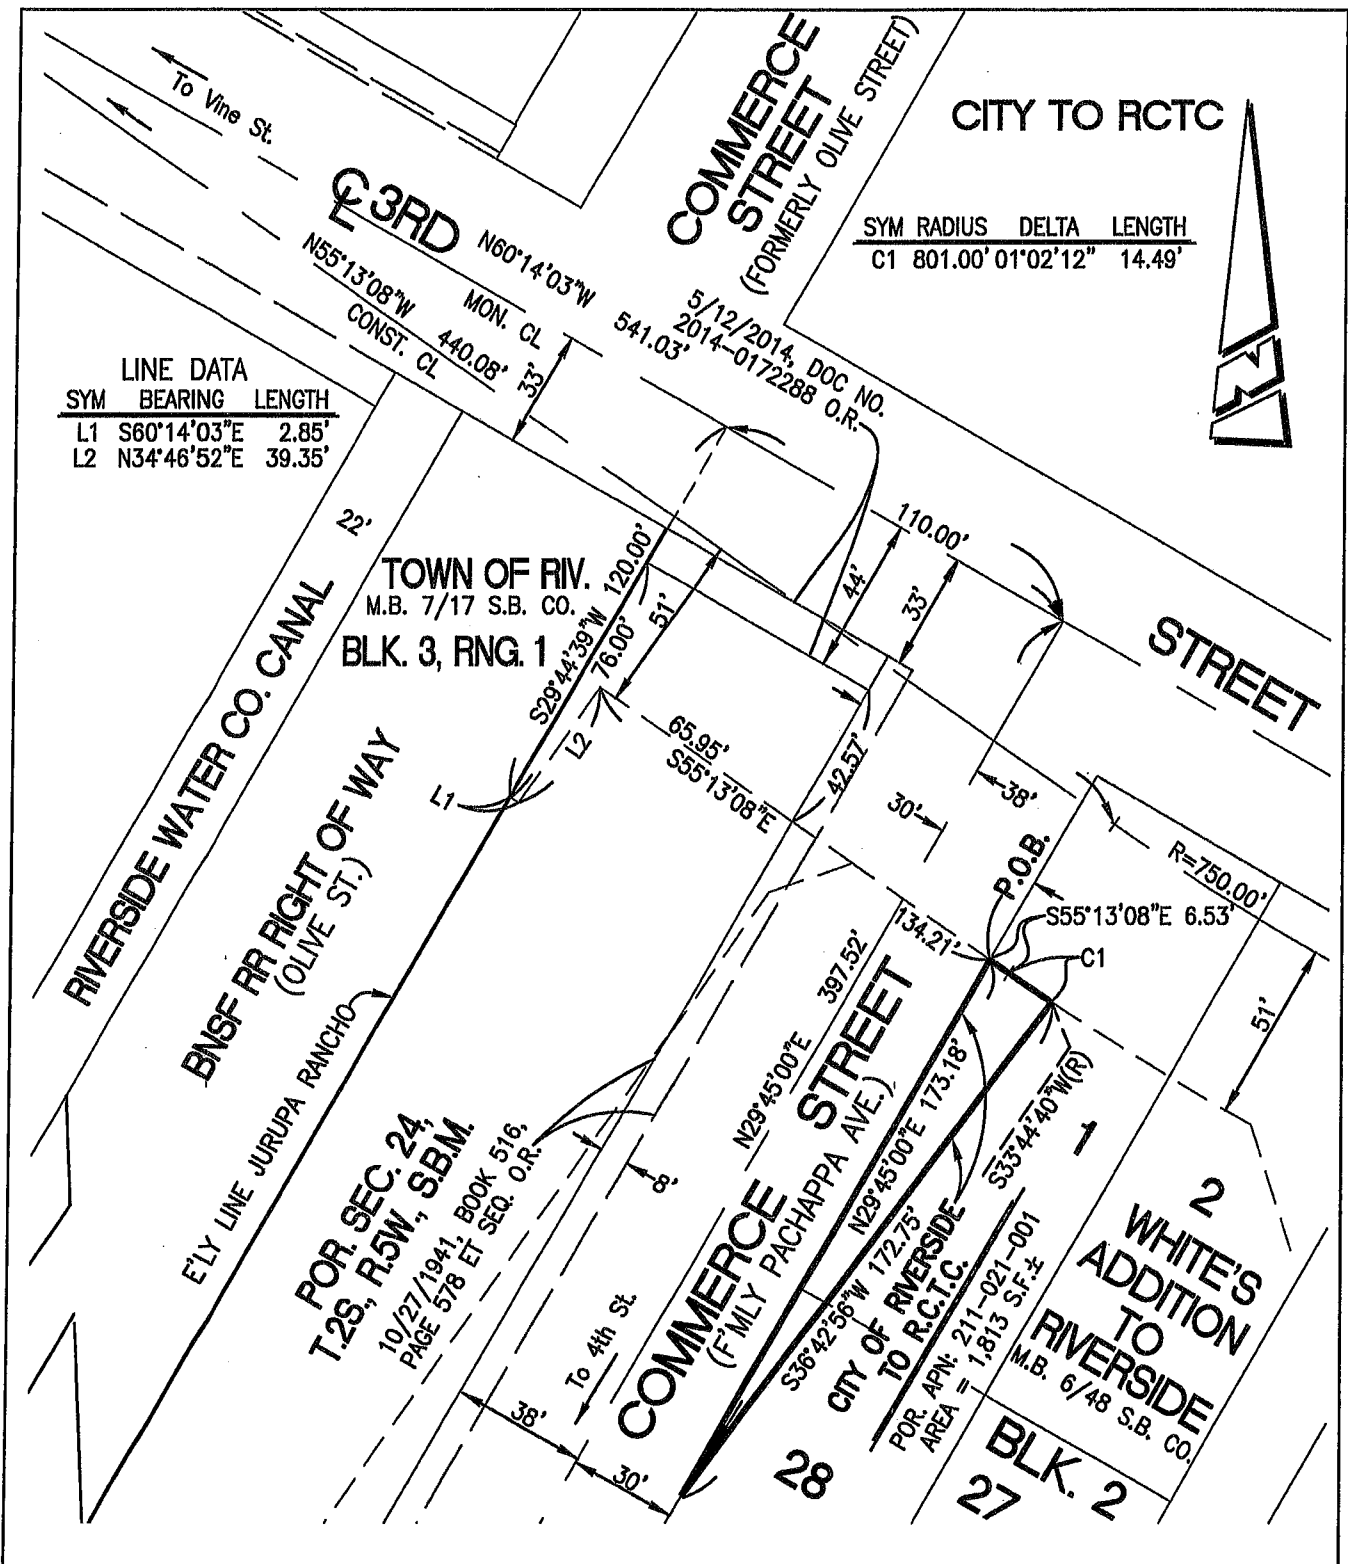 To Vine St.
COMMERCE
STREET
(FORMERLY OLIVE STREET)
CITY TO RCTC
SYM RADIUS DELTA LENGTH
C1 801.00' 01°02'12" 14.49'
℄ 3RD
N60°14'03"W
541.03'
MON. CL
N55°13'08"W 440.08'
CONST. CL
33'
5/12/2014, DOC NO.
2014-0172288 O.R.
LINE DATA
SYM BEARING LENGTH
L1 S60°14'03"E 2.85'
L2 N34°46'52"E 39.35'
22'
TOWN OF RIV.
M.B. 7/17 S.B. CO.
BLK. 3, RNG. 1
S29°44'39"W 120.00'
76.00'
51'
44'
110.00'
33'
STREET
L2
L1
65.95'
S55°13'08"E
42.57'
38'
30'
P.O.B.
R=750.00'
S55°13'08"E 6.53'
C1
134.21'
51'
RIVERSIDE WATER CO. CANAL
BNSF RR RIGHT OF WAY
(OLIVE ST.)
E'LY LINE JURUPA RANCHO
N29°45'00"E 397.52'
COMMERCE STREET
(F'MLY PACHAPPA AVE.)
N29°45'00"E 173.18'
S36°42'56"W 172.75'
S33°44'40"W(R)
1
2
WHITE'S
ADDITION
TO
RIVERSIDE
M.B. 6/48 S.B. CO.
POR. SEC. 24,
T.2S., R.5W., S.B.M.
10/27/1941, BOOK 516,
PAGE 578 ET SEQ. O.R.
8'
To 4th St.
CITY OF RIVERSIDE
TO R.C.T.C.
POR. APN: 211-021-001
AREA = 1,813 S.F.±
38'
30'
28
BLK. 2
27